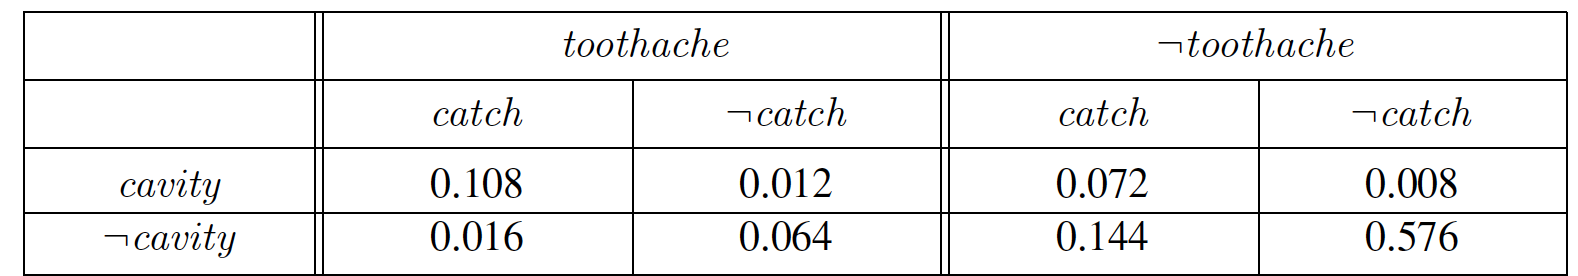 toothache ¬toothache
catch ¬catch catch ¬catch
cavity 0.108 0.012 0.072 0.008
¬cavity 0.016 0.064 0.144 0.576